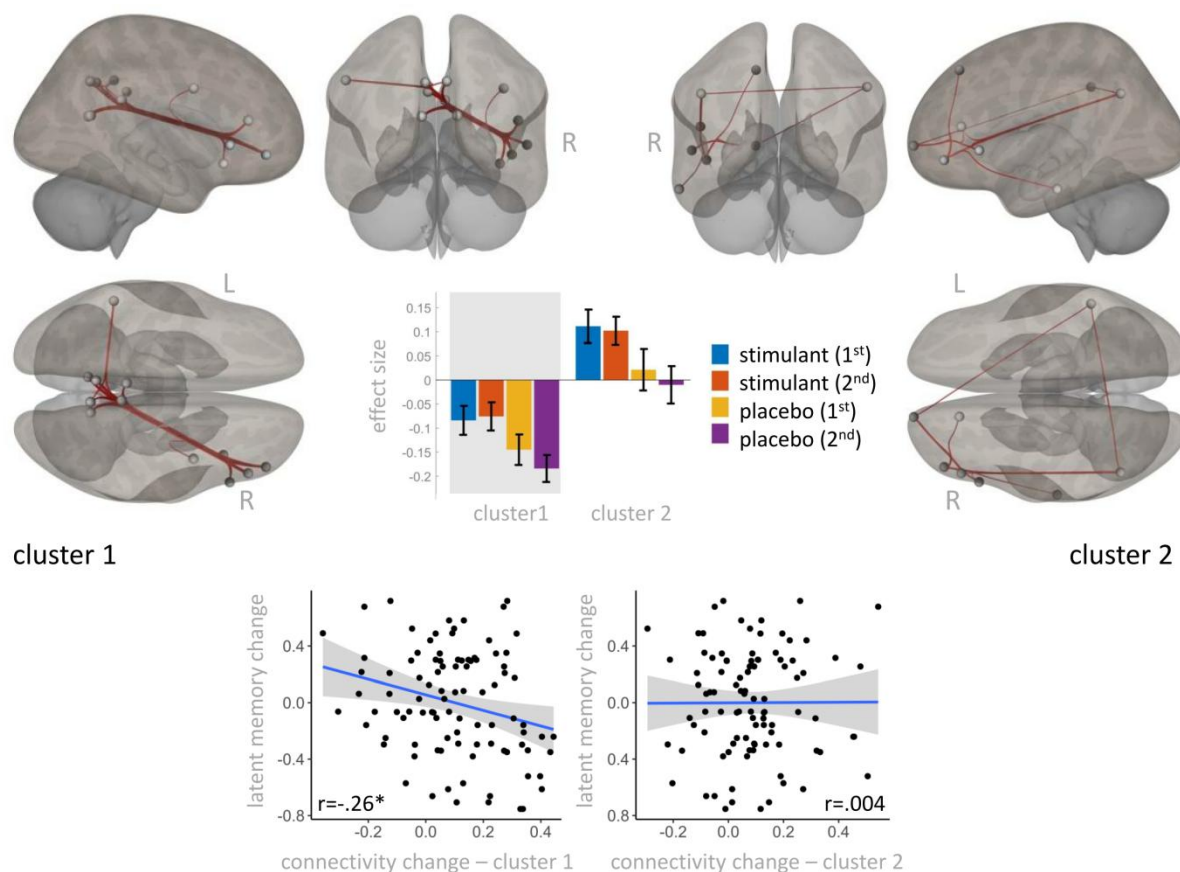 R
R
L
R
0.15
0.1
0.05
0
-0.05
-0.1
-0.15
-0.2
effect size
cluster1
cluster 2
stimulant (1st)
stimulant (2nd)
placebo (1st)
placebo (2nd)
L
R
cluster 1
cluster 2
latent memory change
0.4
0.0
-0.4
-0.8
r=-.26*
-0.2
0.0
0.2
0.4
connectivity change – cluster 1
latent memory change
0.4
0.0
-0.4
-0.8
r=.004
-0.2
0.0
0.2
0.4
connectivity change – cluster 2